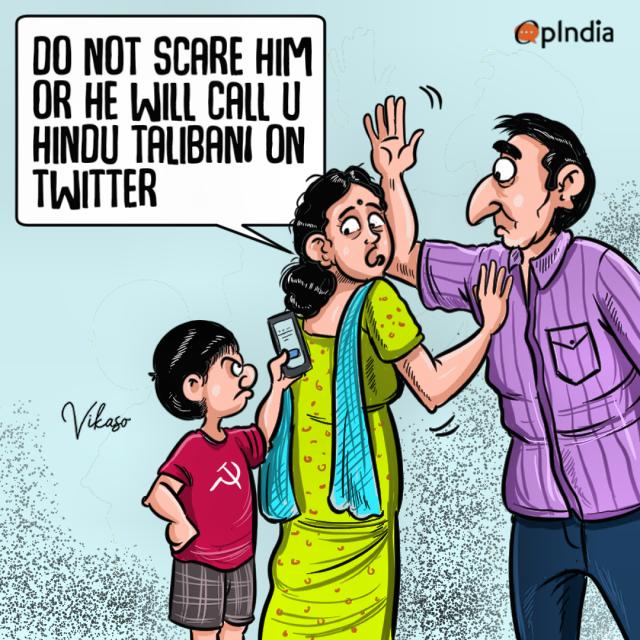 OpIndia
DO NOT SCARE HIM
OR HE WILL CALL U
HINDU TALIBANI ON
TWITTER
Vikaso